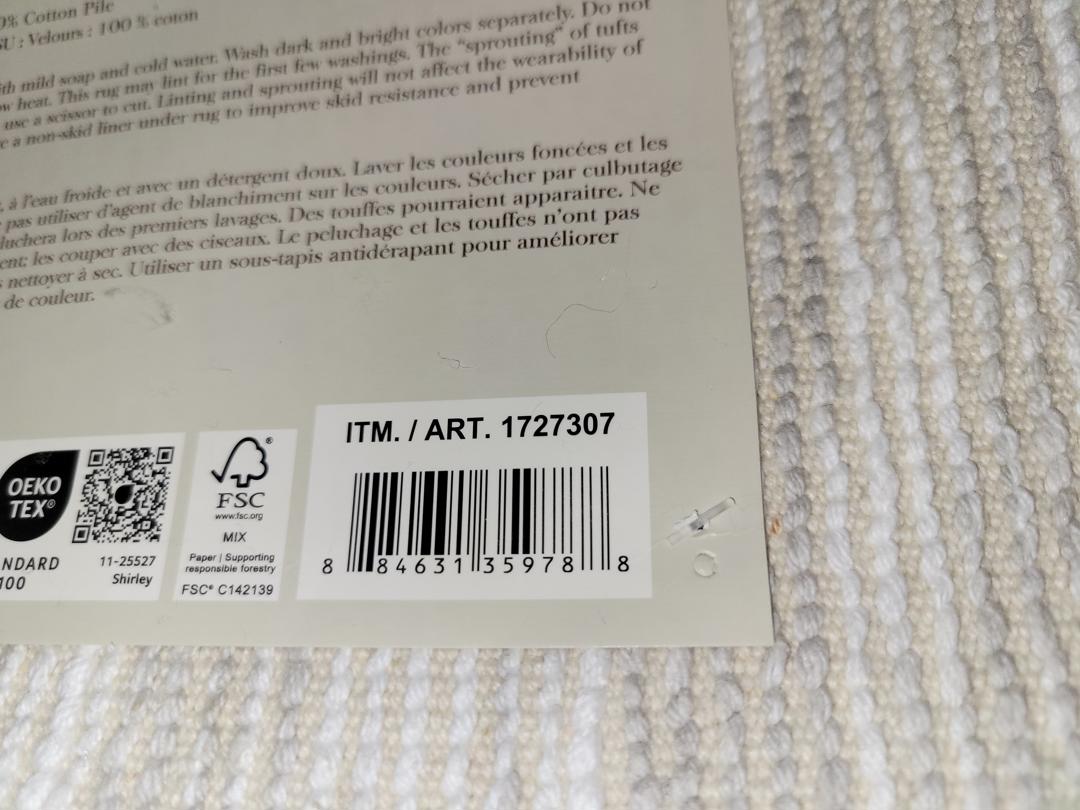 0% Cotton Pile
SU : Velours : 100 % coton
with mild soap and cold water. Wash dark and bright colors separately. Do not
heat. This rug may lint for the first few washings. The "sprouting" of tufts
use a scissor to cut. Linting and sprouting will not affect the wearability of
a non-skid liner under rug to improve skid resistance and prevent
à l'eau froide et avec un détergent doux. Laver les couleurs foncées et les
pas utiliser d'agent de blanchiment sur les couleurs. Sécher par culbutage
luchera lors des premiers lavages. Des touffes pourraient apparaitre. Ne
ent: les couper avec des ciseaux. Le peluchage et les touffes n'ont pas
nettoyer à sec. Utiliser un sous-tapis antidérapant pour améliorer
de couleur.
OEKO
TEX®
NDARD
100
11-25527
Shirley
FSC
www.fsc.org
MIX
Paper | Supporting
responsible forestry
FSC® C142139
ITM. / ART. 1727307
8 84631 35978 8